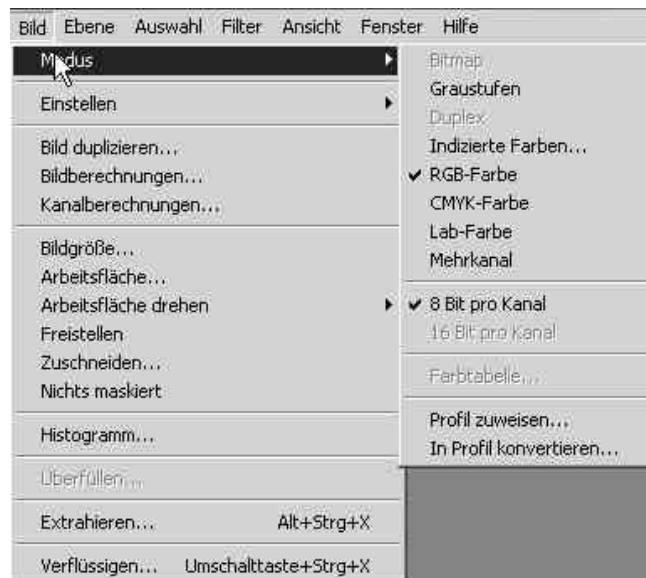 Bild Ebene Auswahl Filter Ansicht Fenster Hilfe
Modus
Einstellen
Bild duplizieren...
Bildberechnungen...
Kanalberechnungen...
Bildgröße...
Arbeitsfläche...
Arbeitsfläche drehen
Freistellen
Zuschneiden...
Nichts maskiert
Histogramm...
Überfüllen...
Extrahieren... Alt+Strg+X
Verflüssigen... Umschalttaste+Strg+X
Bitmap
Graustufen
Duplex
Indizierte Farben...
RGB-Farbe
CMYK-Farbe
Lab-Farbe
Mehrkanal
8 Bit pro Kanal
16 Bit pro Kanal
Farbtabelle...
Profil zuweisen...
In Profil konvertieren...